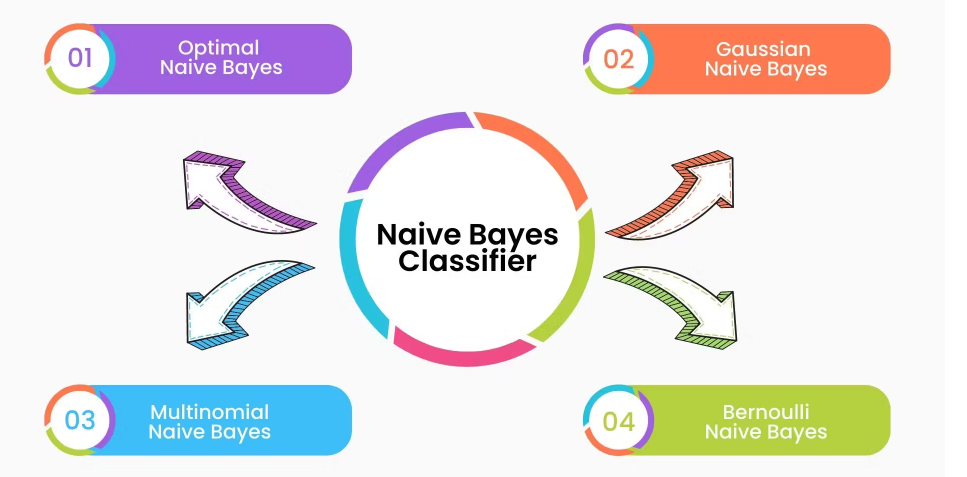 01
Optimal
Naive Bayes
02
Gaussian
Naive Bayes
Naive Bayes
Classifier
03
Multinomial
Naive Bayes
04
Bernoulli
Naive Bayes